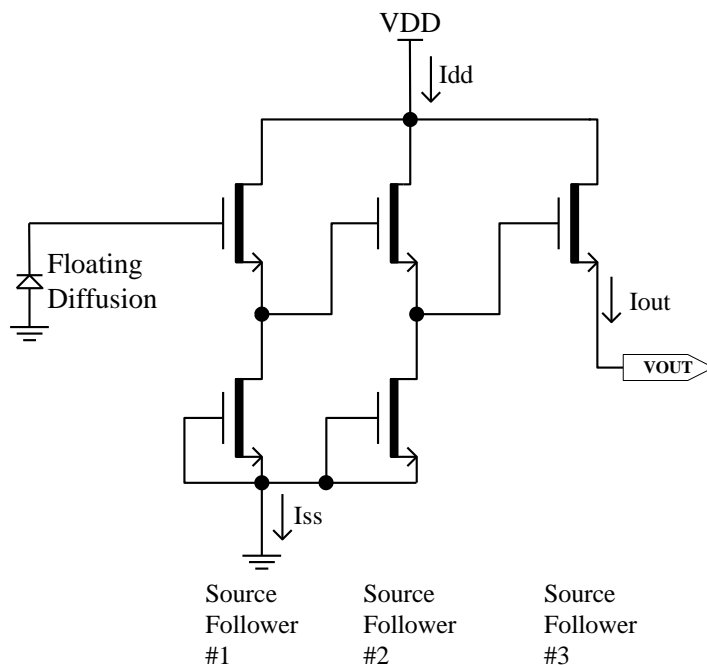 VDD
Idd
Floating
Diffusion
Iout
VOUT
Iss
Source
Follower
#1
Source
Follower
#2
Source
Follower
#3